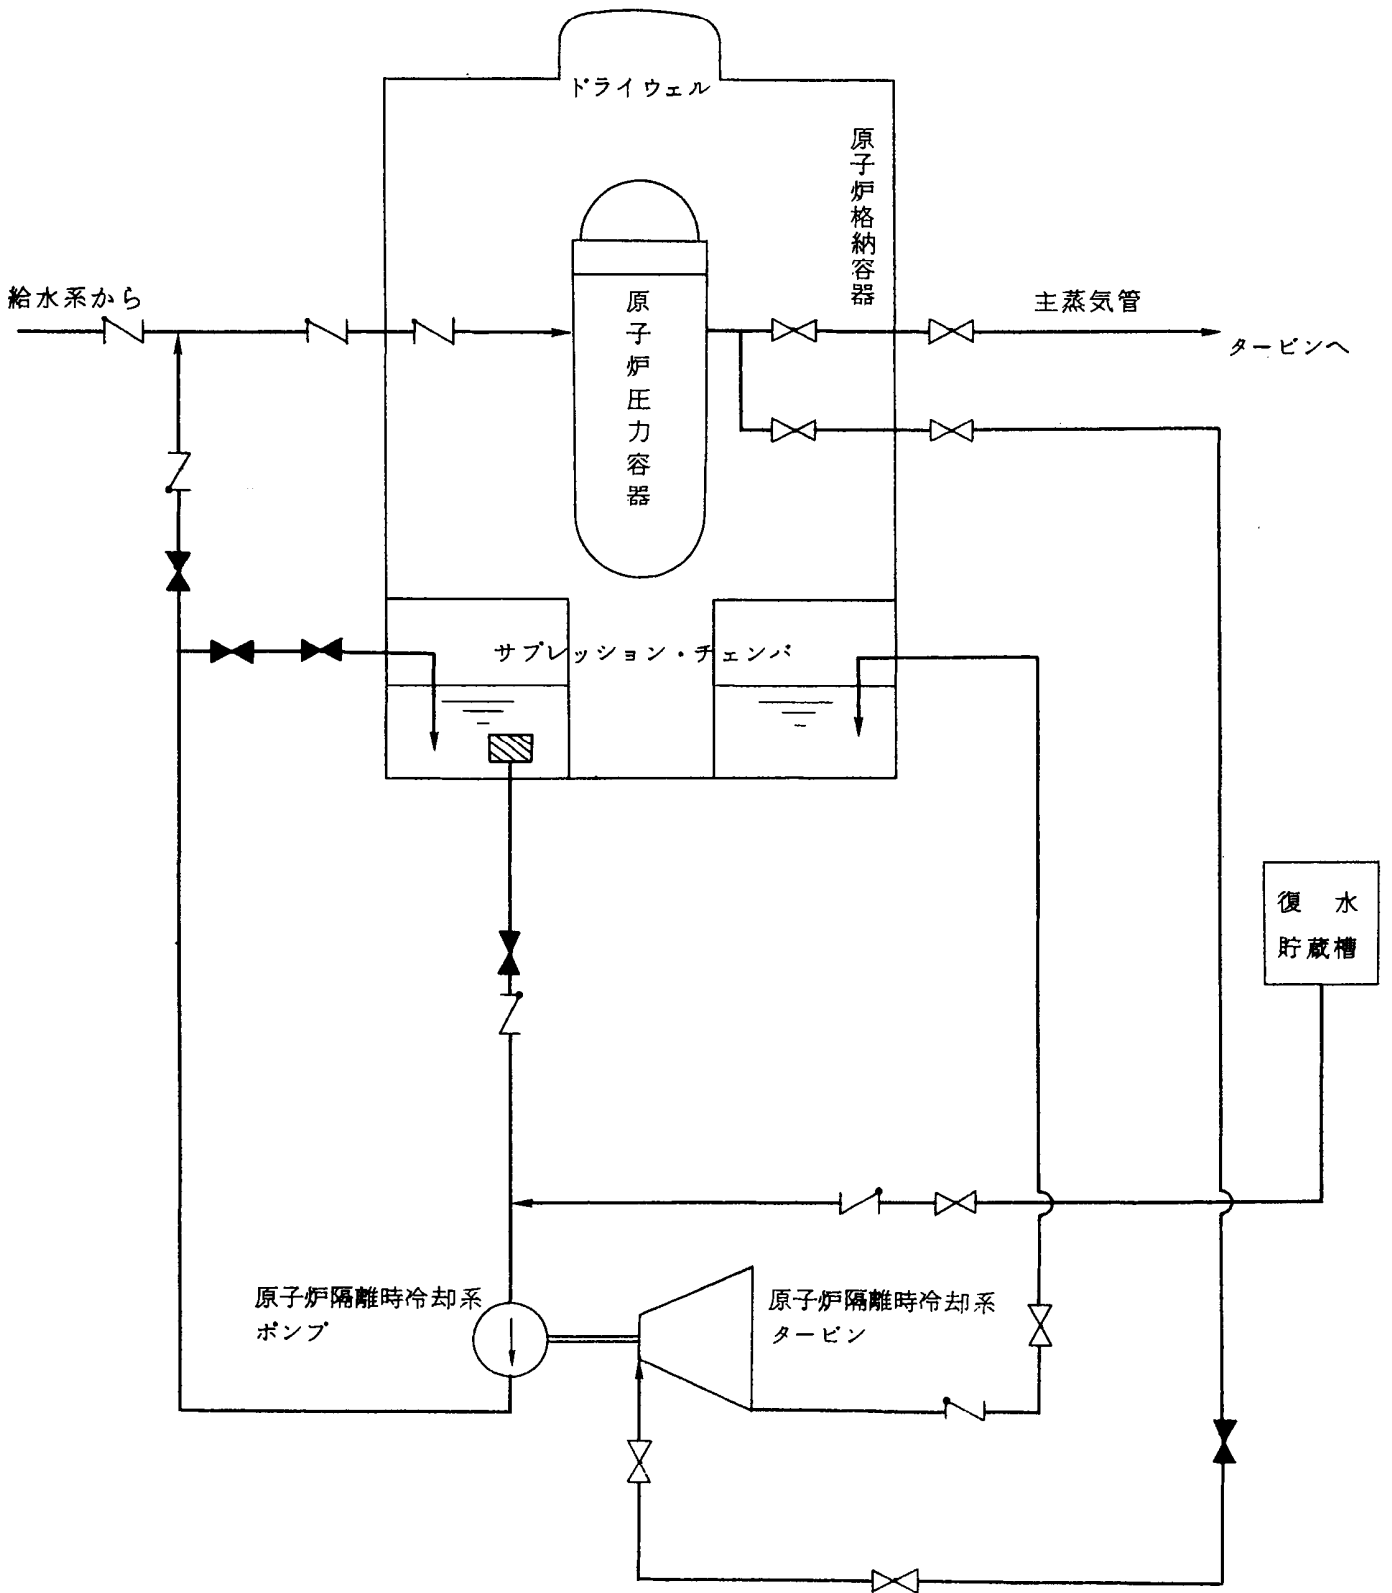 ドライウェル
原子炉格納容器
給水系から
原子炉圧力容器
主蒸気管
タービンへ
サプレッション・チェンバ
復水
貯蔵槽
原子炉隔離時冷却系
ポンプ
原子炉隔離時冷却系
タービン